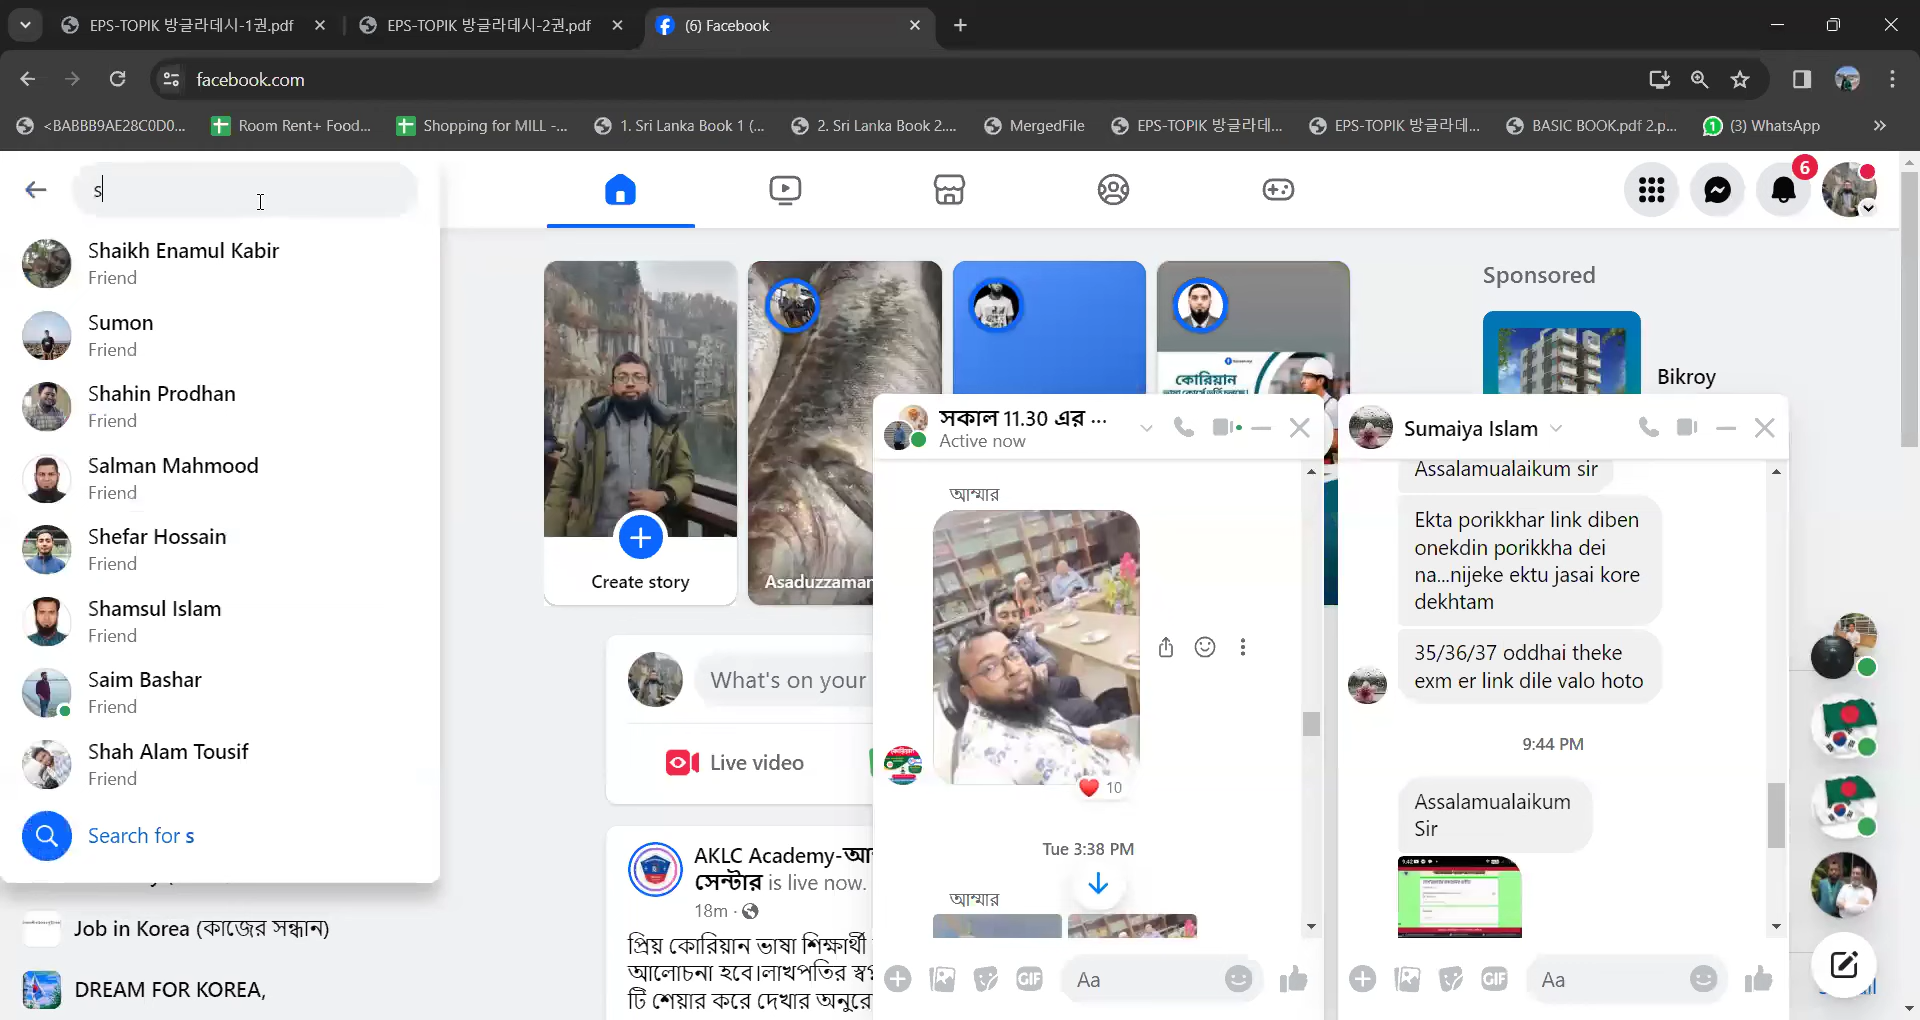 EPS-TOPIK 방글라데시-1권.pdf
EPS-TOPIK 방글라데시-2권.pdf
(6) Facebook
facebook.com
<BABBB9AE28C0D0...
Room Rent+ Food...
Shopping for MILL -...
1. Sri Lanka Book 1 (...
2. Sri Lanka Book 2....
MergedFile
EPS-TOPIK 방글라데...
EPS-TOPIK 방글라데...
BASIC BOOK.pdf 2.p...
(3) WhatsApp
s
6
Shaikh Enamul Kabir
Friend
Sumon
Friend
Shahin Prodhan
Friend
Salman Mahmood
Friend
Shefar Hossain
Friend
Shamsul Islam
Friend
Saim Bashar
Friend
Shah Alam Tousif
Friend
Search for s
Job in Korea (কাজের সন্ধান)
DREAM FOR KOREA,
Create story
Asaduzzaman
কোরিয়ান
What's on your
Live video
AKLC Academy-আ
সেন্টার is live now.
18m ·
প্রিয় কোরিয়ান ভাষা শিক্ষার্থী
আলোচনা হবে।লাখপতির স্ব
টি শেয়ার করে দেখার অনুরো
Sponsored
Bikroy
সকাল 11.30 এর ...
Active now
আম্মার
10
Tue 3:38 PM
আম্মার
GIF
Aa
Sumaiya Islam
Assalamualaikum sir
Ekta porikkhar link diben
onekdin porikkha dei
na...nijeke ektu jasai kore
dekhtam
35/36/37 oddhai theke
exm er link dile valo hoto
9:44 PM
Assalamualaikum
Sir
GIF
Aa